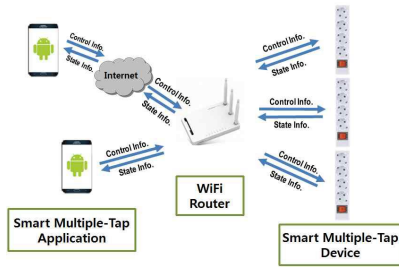 Control Info.
State Info.
Internet
Control Info.
State Info.
Control Info.
State Info.
Control Info.
State Info.
Control Info.
State Info.
Control Info.
State Info.
WiFi
Router
Smart Multiple-Tap
Application
Smart Multiple-Tap
Device